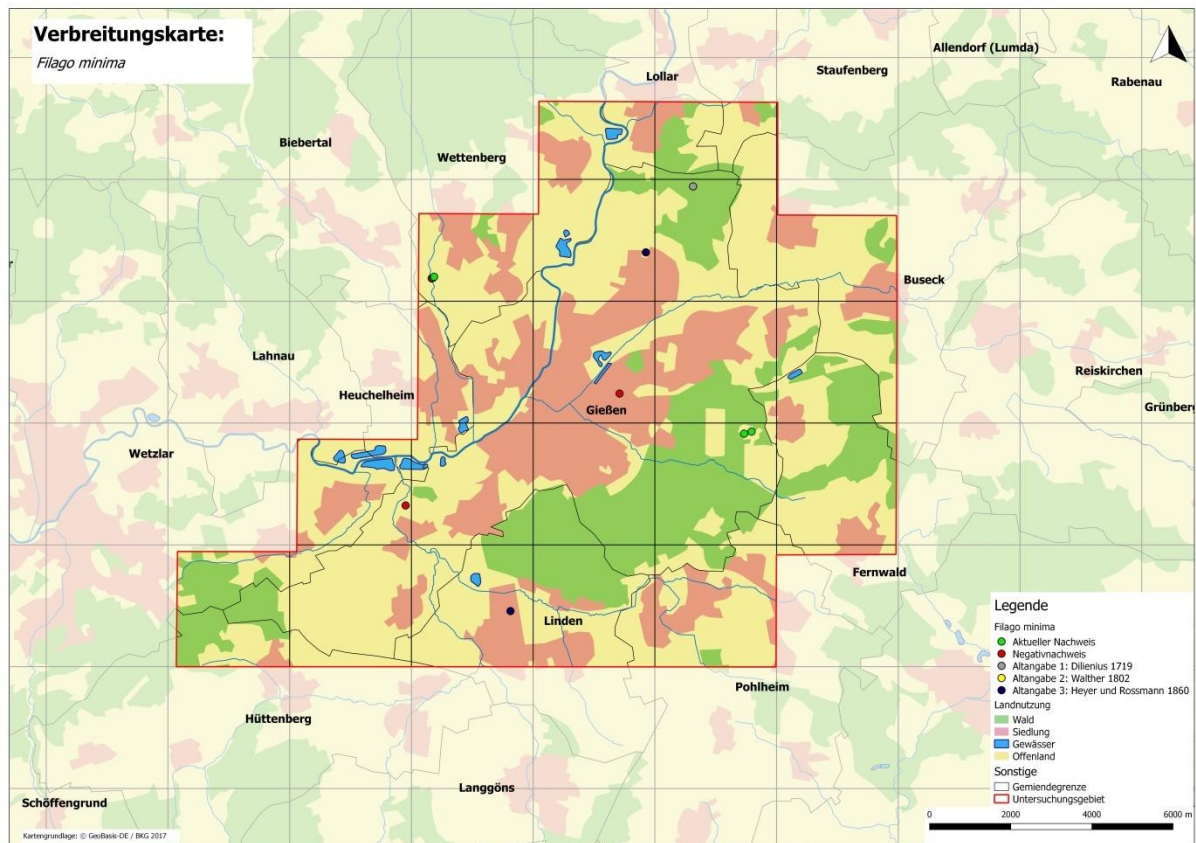 Verbreitungskarte:
Filago minima
Allendorf (Lumda)
Lollar
Staufenberg
Rabenau
Biebertal
Wettenberg
Buseck
Lahnau
Reiskirchen
Heuchelheim
Gießen
Grünberg
Wetzlar
Fernwald
Linden
Pohlheim
Hüttenberg
Langgöns
Schöffengrund
Legende
Filago minima
Aktueller Nachweis
Negativnachweis
Altangabe 1: Dilienius 1719
Altangabe 2: Walther 1802
Altangabe 3: Heyer und Rossmann 1860
Landnutzung
Wald
Siedlung
Gewässer
Offenland
Sonstige
Gemiendegrenze
Untersuchungsgebiet
0 2000 4000 6000 m
Kartengrundlage: © GeoBasis-DE / BKG 2017